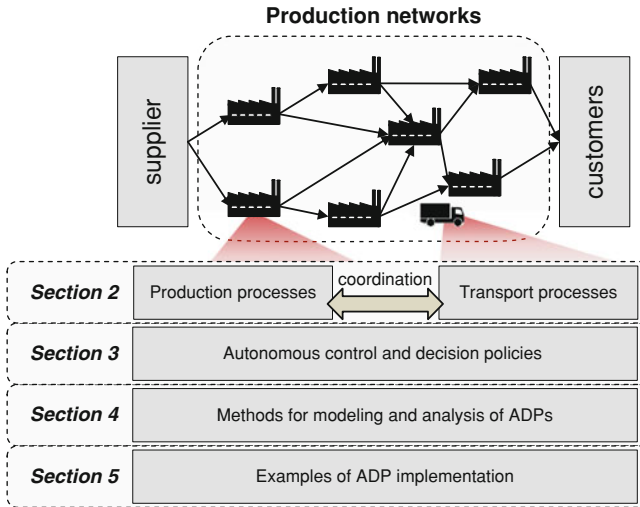 Production networks
supplier
customers
Section 2
Production processes
coordination
Transport processes
Section 3
Autonomous control and decision policies
Section 4
Methods for modeling and analysis of ADPs
Section 5
Examples of ADP implementation